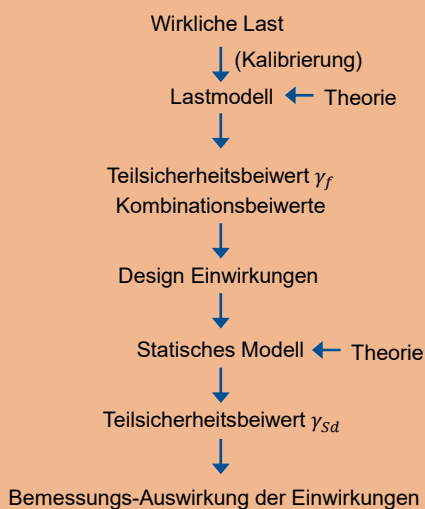 Wirkliche Last
(Kalibrierung)
Lastmodell
Theorie
Teilsicherheitsbeiwert γ_f
Kombinationsbeiwerte
Design Einwirkungen
Statisches Modell
Theorie
Teilsicherheitsbeiwert γ_Sd
Bemessungs-Auswirkung der Einwirkungen